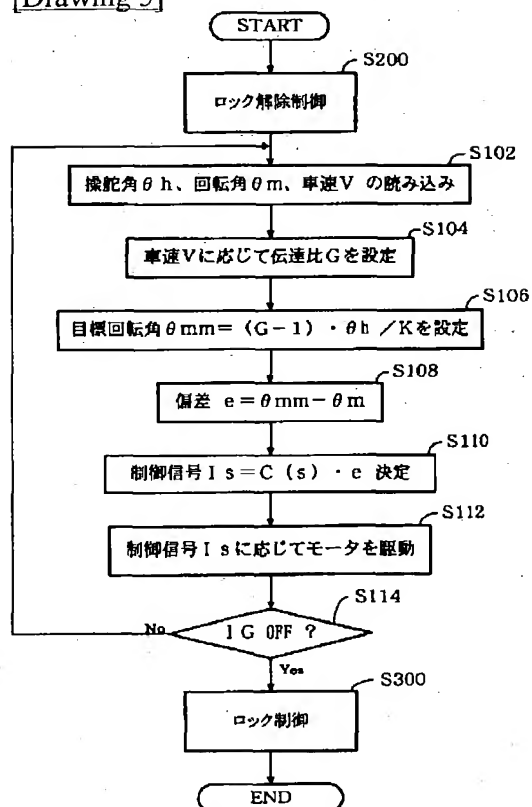 [Drawing 5]
START
S200
ロック解除制御
S102
操舵角θh、回転角θm、車速V の読み込み
S104
車速Vに応じて伝達比Gを設定
S106
目標回転角θmm=(G-1)・θh/Kを設定
S108
偏差 e=θmm-θm
S110
制御信号Is=C(s)・e 決定
S112
制御信号Isに応じてモータを駆動
S114
IG OFF ?
No
Yes
S300
ロック制御
END